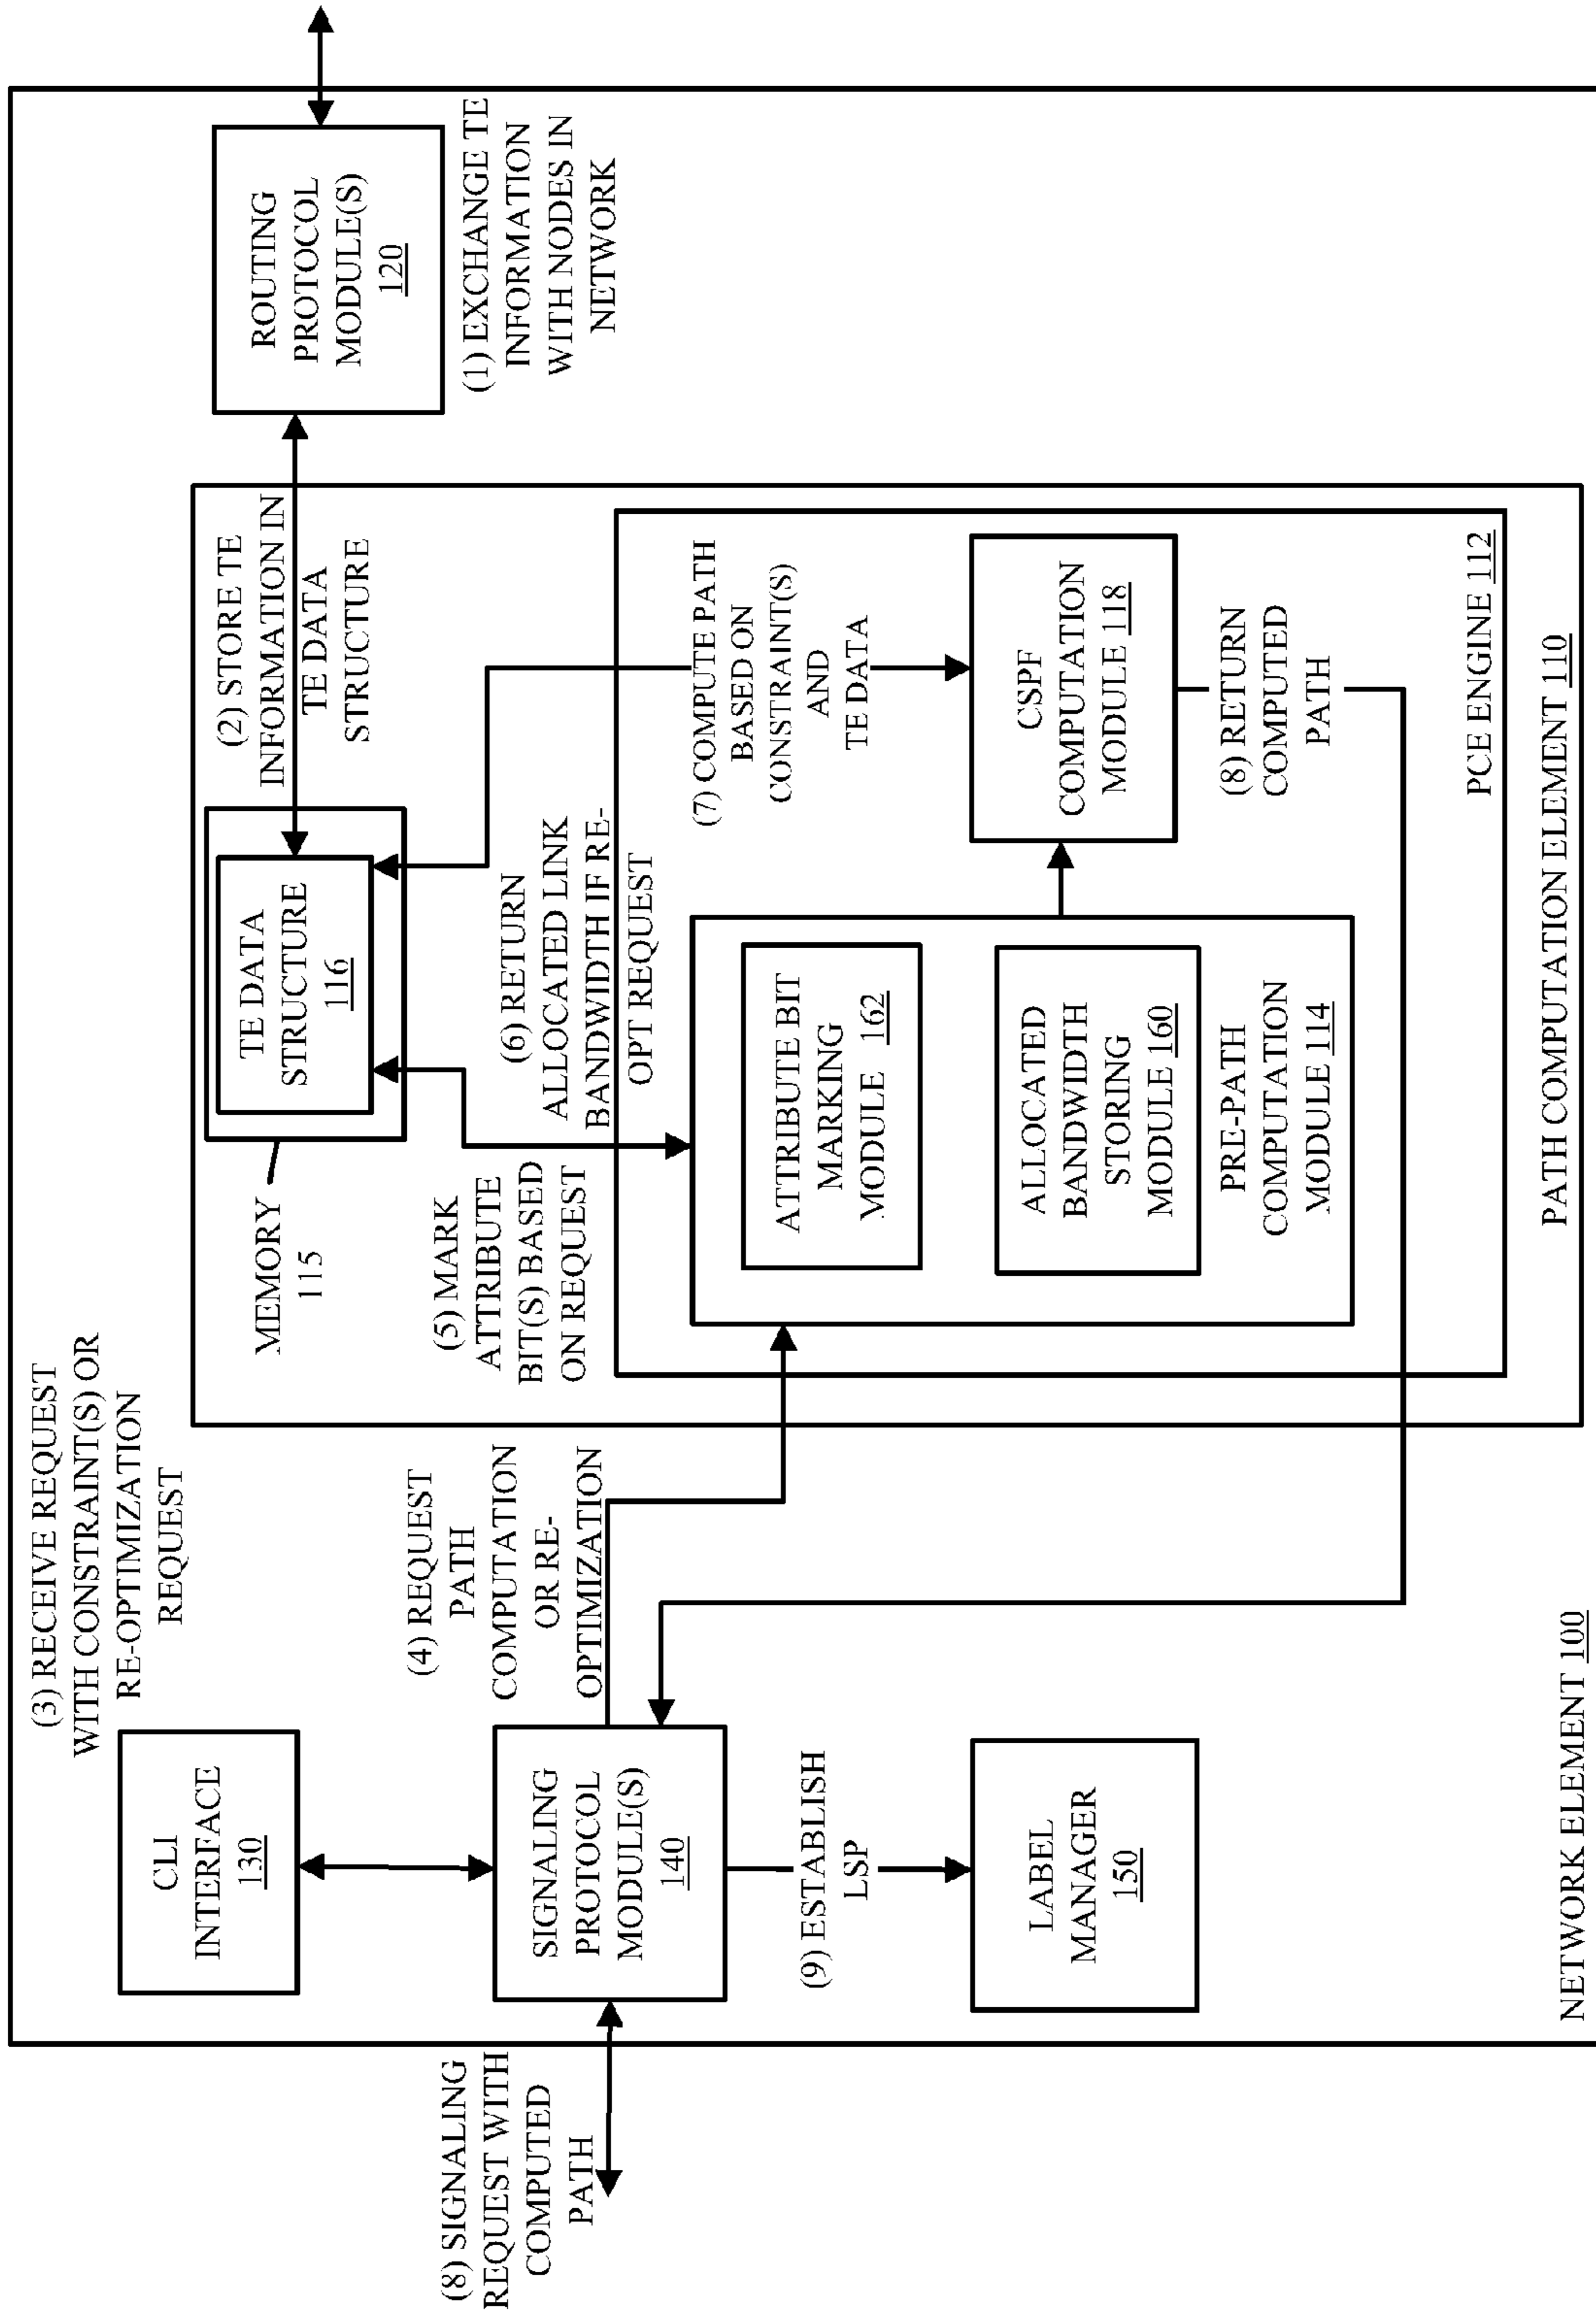 (3) RECEIVE REQUEST
WITH CONSTRAINT(S) OR
RE-OPTIMIZATION
REQUEST
CLI
INTERFACE
130
(8) SIGNALING
REQUEST WITH
COMPUTED
PATH
SIGNALING
PROTOCOL
MODULE(S)
140
(9) ESTABLISH
LSP
LABEL
MANAGER
150
NETWORK ELEMENT 100
(4) REQUEST
PATH
COMPUTATION
OR RE-
OPTIMIZATION
MEMORY
115
TE DATA
STRUCTURE
116
(2) STORE TE
INFORMATION IN
TE DATA
STRUCTURE
ROUTING
PROTOCOL
MODULE(S)
120
(1) EXCHANGE TE
INFORMATION
WITH NODES IN
NETWORK
(5) MARK
ATTRIBUTE
BIT(S) BASED
ON REQUEST
(6) RETURN
ALLOCATED LINK
BANDWIDTH IF RE-
OPT REQUEST
(7) COMPUTE PATH
BASED ON
CONSTRAINT(S)
AND
TE DATA
ATTRIBUTE BIT
MARKING
MODULE 162
ALLOCATED
BANDWIDTH
STORING
MODULE 160
PRE-PATH
COMPUTATION
MODULE 114
CSPF
COMPUTATION
MODULE 118
(8) RETURN
COMPUTED
PATH
PCE ENGINE 112
PATH COMPUTATION ELEMENT 110